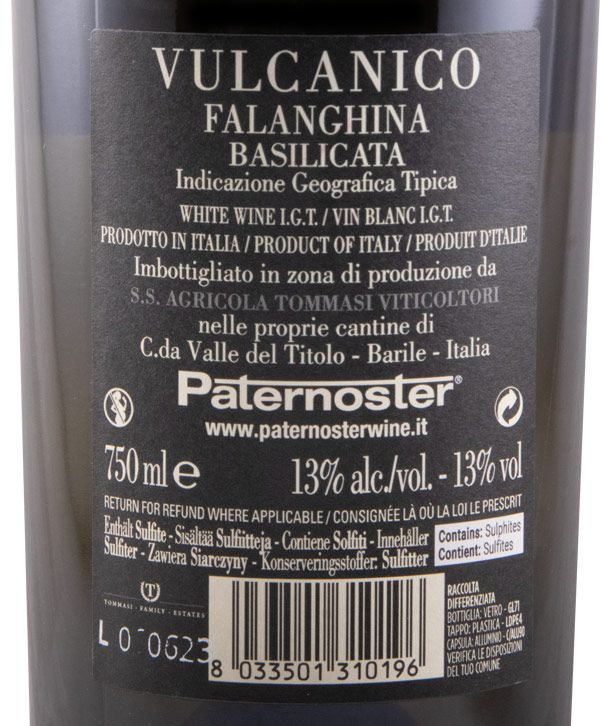 VULCANICO
FALANGHINA
BASILICATA
Indicazione Geografica Tipica
WHITE WINE I.G.T. / VIN BLANC I.G.T.
PRODOTTO IN ITALIA / PRODUCT OF ITALY / PRODUIT D'ITALIE
Imbottigliato in zona di produzione da
S.S. AGRICOLA TOMMASI VITICOLTORI
nelle proprie cantine di
C.da Valle del Titolo - Barile - Italia
Paternoster®
www.paternosterwine.it
750 ml e 13% alc./vol. - 13% vol
RETURN FOR REFUND WHERE APPLICABLE / CONSIGNÉE LÀ OÙ LA LOI LE PRESCRIT
Enthält Sulfite - Sisältää Sulfiitteja - Contiene Solfiti - Innehåller
Sulfiter - Zawiera Siarczyny - Konserveringsstoffer: Sulfitter
Contains: Sulphites
Contient: Sulfites
T
TOMMASI · FAMILY · ESTATES
L 0 0623
8 033501 310196
RACCOLTA
DIFFERENZIATA
BOTTIGLIA: VETRO - GL71
TAPPO: PLASTICA - LDPE4
CAPSULA: ALLUMINIO - C/ALU90
VERIFICA LE DISPOSIZIONI
DEL TUO COMUNE